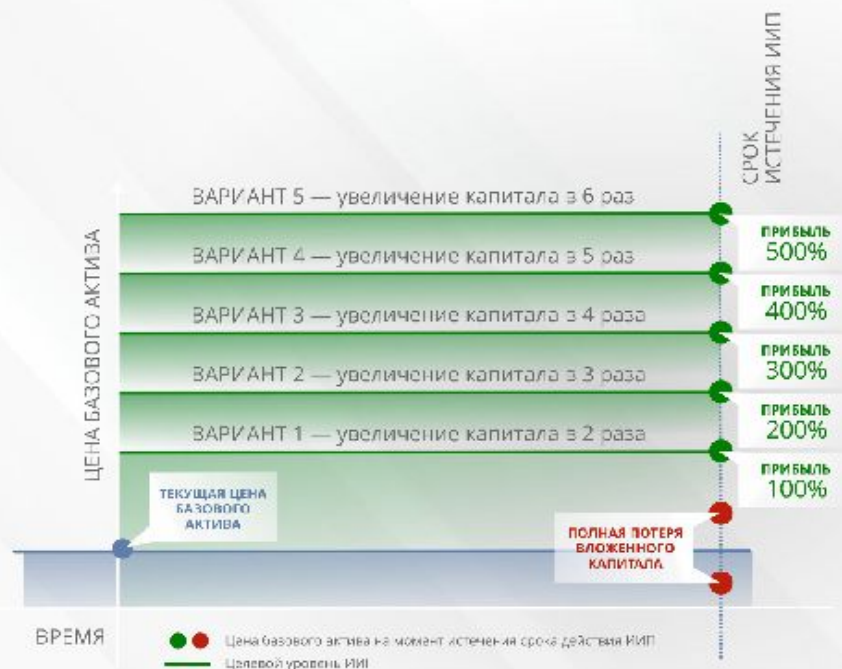 СРОК
ИСТЕЧЕНИЯ ИИП
ЦЕНА БАЗОВОГО АКТИВА
ВАРИАНТ 5 — увеличение капитала в 6 раз
ПРИБЫЛЬ
500%
ВАРИАНТ 4 — увеличение капитала в 5 раз
ПРИБЫЛЬ
400%
ВАРИАНТ 3 — увеличение капитала в 4 раза
ПРИБЫЛЬ
300%
ВАРИАНТ 2 — увеличение капитала в 3 раза
ПРИБЫЛЬ
200%
ВАРИАНТ 1 — увеличение капитала в 2 раза
ПРИБЫЛЬ
100%
ТЕКУЩАЯ ЦЕНА
БАЗОВОГО
АКТИВА
ПОЛНАЯ ПОТЕРЯ
ВЛОЖЕННОГО
КАПИТАЛА
ВРЕМЯ
Цена базового актива на момент истечения срока действия ИИП
Целевой уровень ИИП